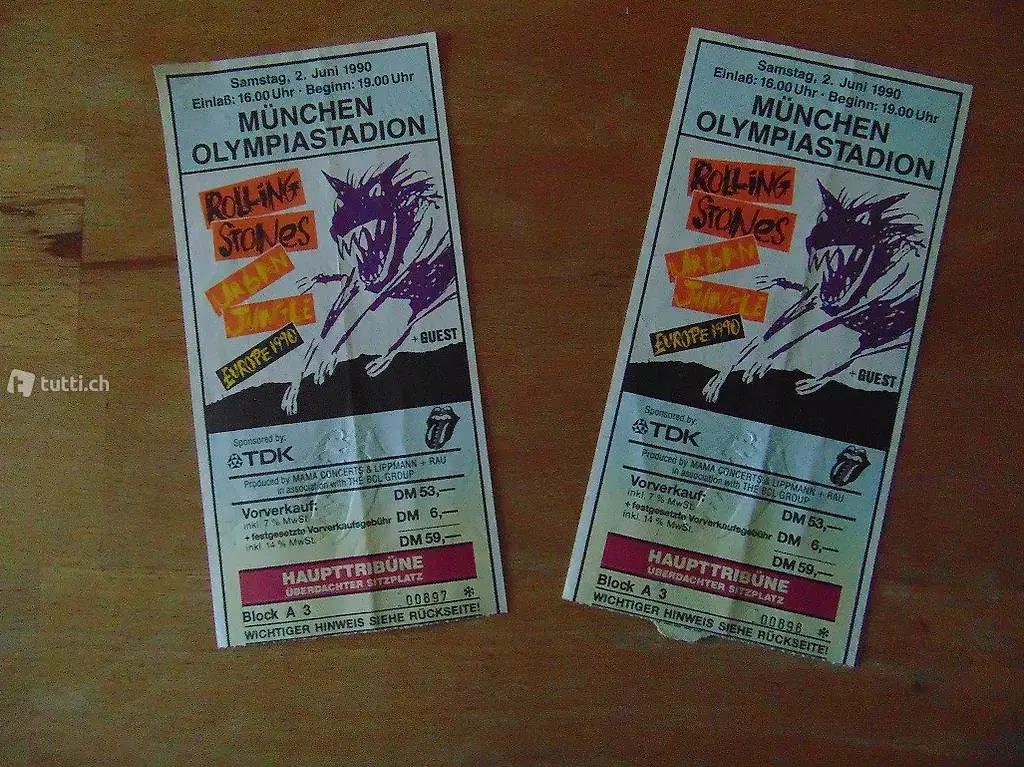 Samstag, 2. Juni 1990
Einlaß: 16.00 Uhr · Beginn: 19.00 Uhr
MÜNCHEN
OLYMPIASTADION
ROLLiNG
STONES
URBAN
JUNGLE
EUROPE 1990
+ GUEST
Sponsored by:
TDK
Produced by MAMA CONCERTS & LIPPMANN + RAU
in association with THE BCL GROUP
Vorverkauf: DM 53,—
inkl. 7 % MwSt.
+ festgesetzte Vorverkaufsgebühr DM 6,—
inkl. 14 % MwSt.
DM 59,—
HAUPTTRIBÜNE
ÜBERDACHTER SITZPLATZ
Block A 3 00897 *
WICHTIGER HINWEIS SIEHE RÜCKSEITE!
Samstag, 2. Juni 1990
Einlaß: 16.00 Uhr · Beginn: 19.00 Uhr
MÜNCHEN
OLYMPIASTADION
ROLLiNG
STONES
URBAN
JUNGLE
EUROPE 1990
+ GUEST
Sponsored by:
TDK
Produced by MAMA CONCERTS & LIPPMANN + RAU
in association with THE BCL GROUP
Vorverkauf: DM 53,—
inkl. 7 % MwSt.
+ festgesetzte Vorverkaufsgebühr DM 6,—
inkl. 14 % MwSt.
DM 59,—
HAUPTTRIBÜNE
ÜBERDACHTER SITZPLATZ
Block A 3 00896 *
WICHTIGER HINWEIS SIEHE RÜCKSEITE!
tutti.ch